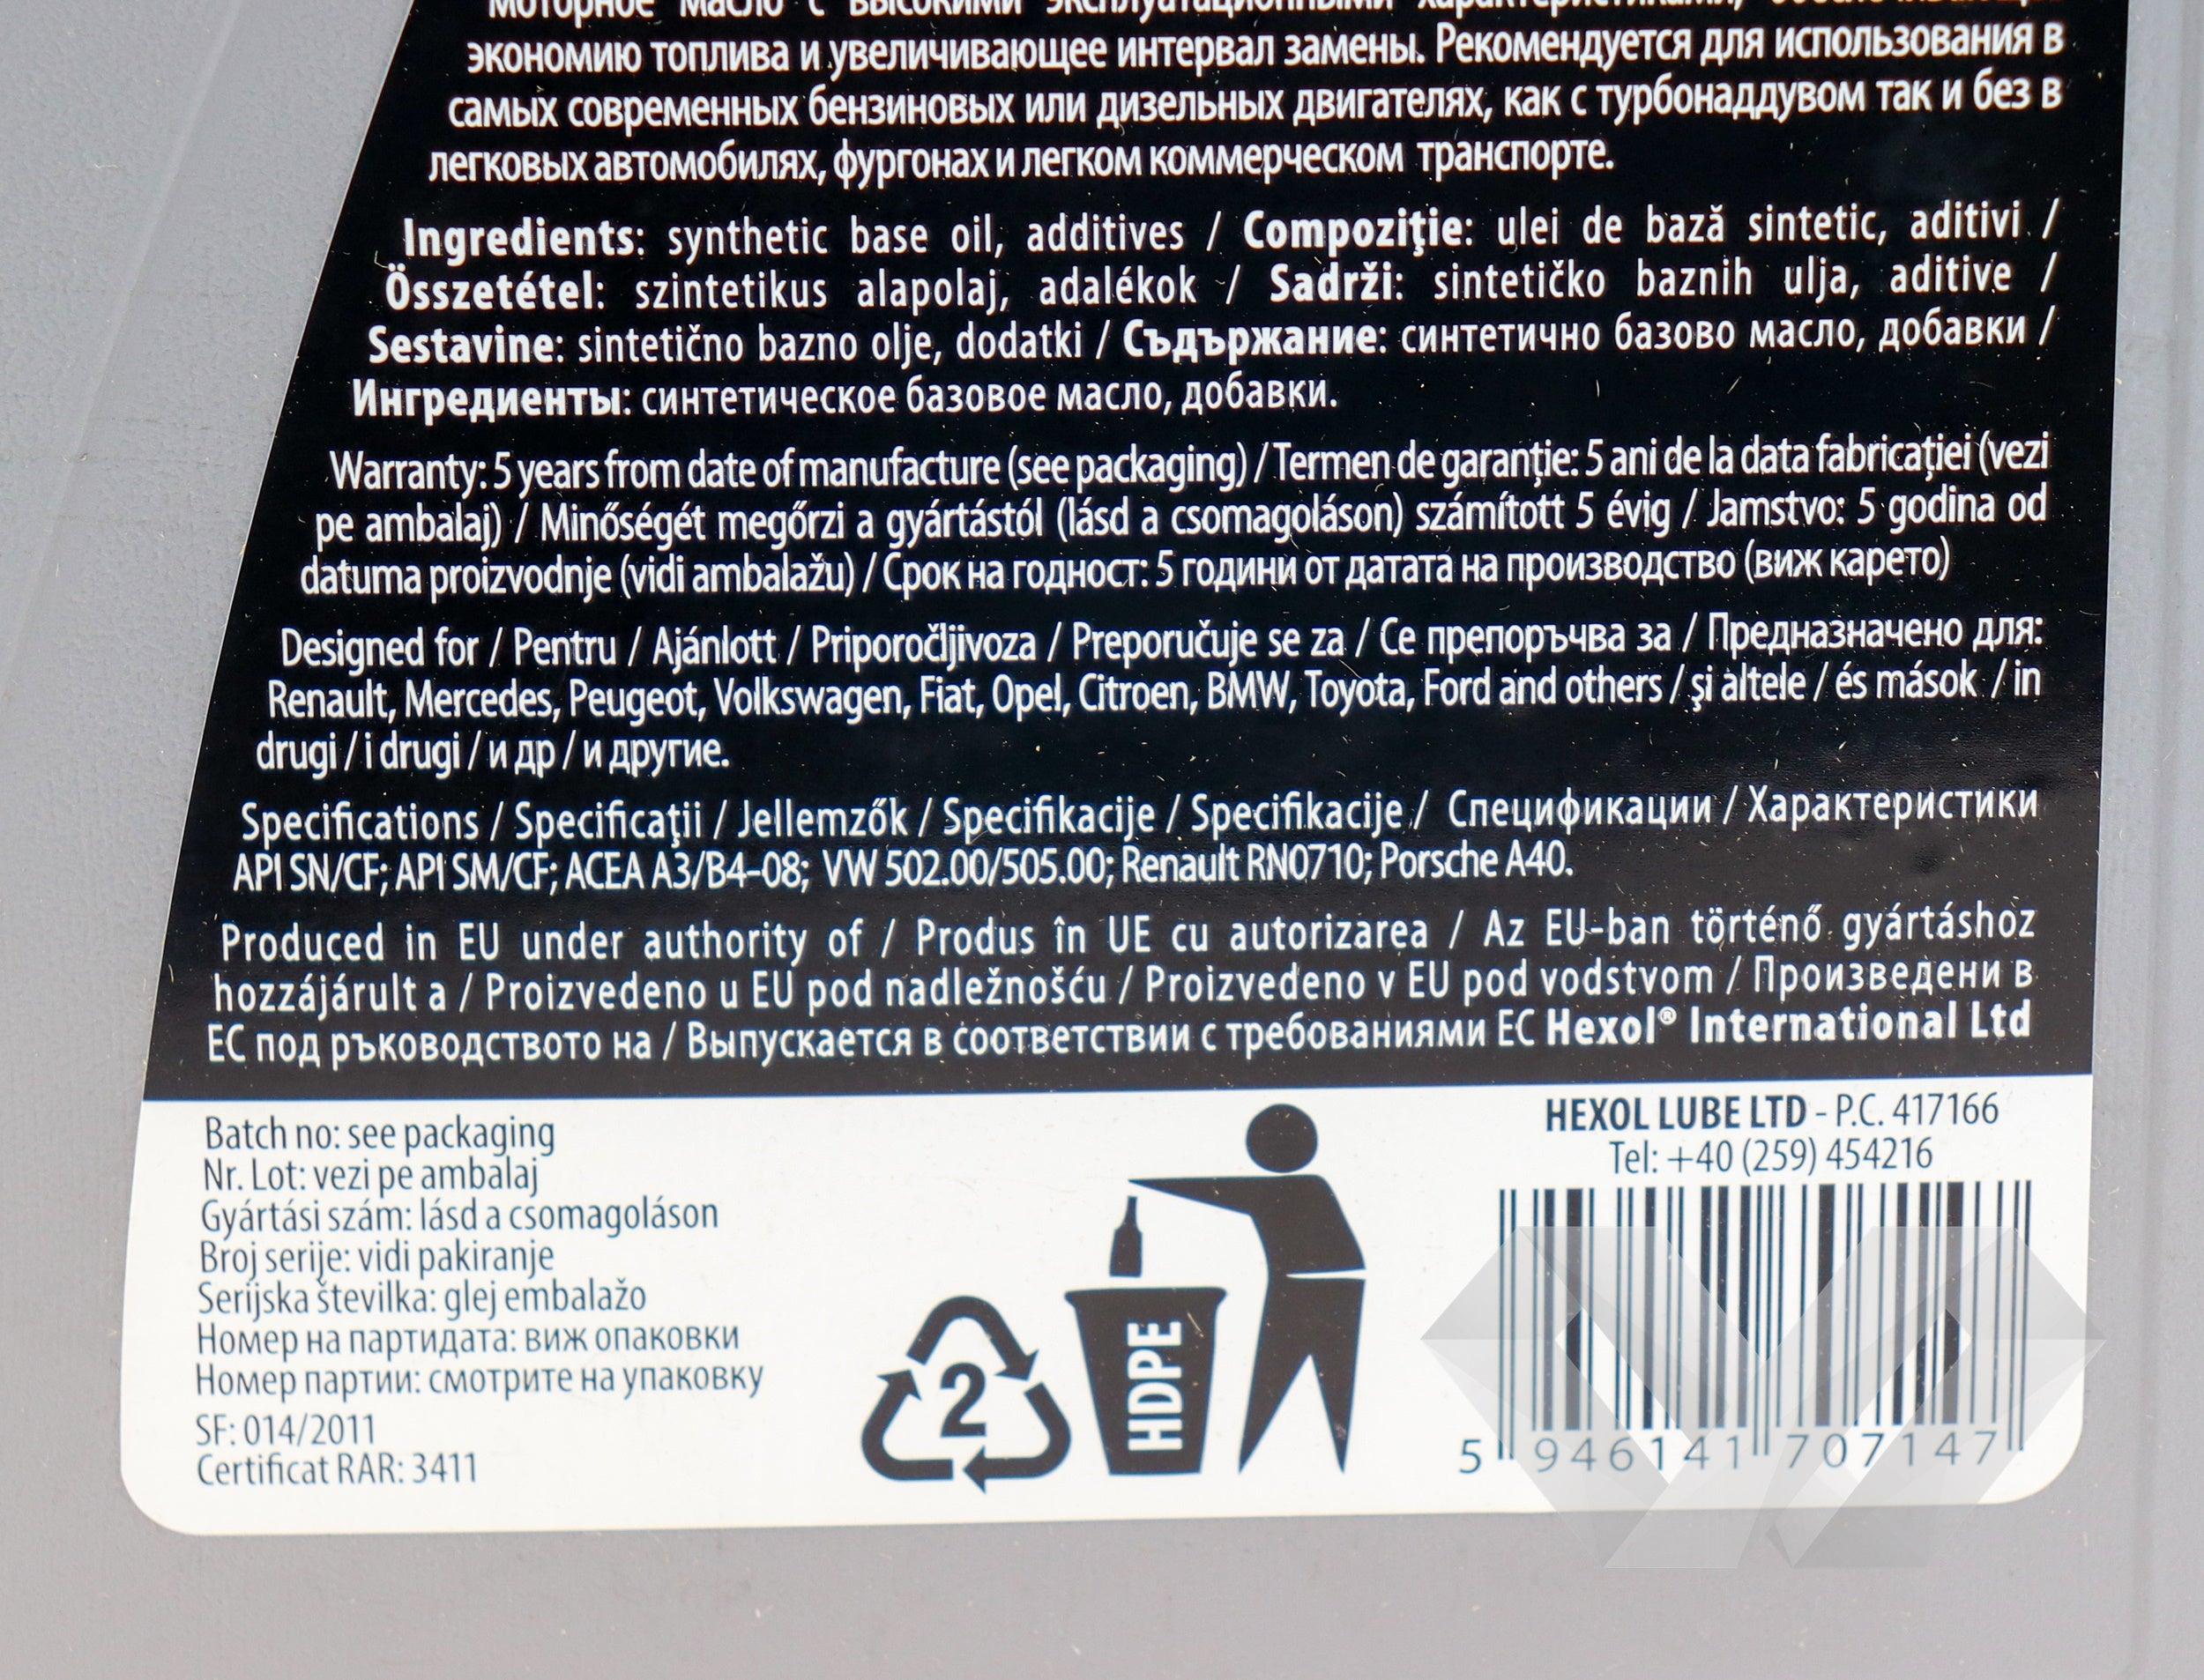 моторное масло с высокими эксплуатационными характеристиками,
экономию топлива и увеличивающее интервал замены. Рекомендуется для использования в
самых современных бензиновых или дизельных двигателях, как с турбонаддувом так и без в
легковых автомобилях, фургонах и легком коммерческом транспорте.
Ingredients: synthetic base oil, additives / Compoziţie: ulei de bază sintetic, aditivi /
Összetétel: szintetikus alapolaj, adalékok / Sadrži: sintetičko baznih ulja, aditive /
Sestavine: sintetično bazno olje, dodatki / Съдържание: синтетично базово масло, добавки /
Ингредиенты: синтетическое базовое масло, добавки.
Warranty: 5 years from date of manufacture (see packaging) / Termen de garanţie: 5 ani de la data fabricaţiei (vezi
pe ambalaj) / Minőségét megőrzi a gyártástól (lásd a csomagoláson) számított 5 évig / Jamstvo: 5 godina od
datuma proizvodnje (vidi ambalažu) / Срок на годност: 5 години от датата на производство (виж карето)
Designed for / Pentru / Ajánlott / Priporočljivoza / Preporučuje se za / Се препоръчва за / Предназначено для:
Renault, Mercedes, Peugeot, Volkswagen, Fiat, Opel, Citroen, BMW, Toyota, Ford and others / şi altele / és mások / in
drugi / i drugi / и др / и другие.
Specifications / Specificaţii / Jellemzők / Specifikacije / Specifikacije / Спецификации / Характеристики
API SN/CF; API SM/CF; ACEA A3/B4-08; VW 502.00/505.00; Renault RN0710; Porsche A40.
Produced in EU under authority of / Produs în UE cu autorizarea / Az EU-ban történő gyártáshoz
hozzájárult a / Proizvedeno u EU pod nadležnošću / Proizvedeno v EU pod vodstvom / Произведени в
ЕС под ръководството на / Выпускается в соответствии с требованиями ЕС Hexol® International Ltd
Batch no: see packaging
Nr. Lot: vezi pe ambalaj
Gyártási szám: lásd a csomagoláson
Broj serije: vidi pakiranje
Serijska številka: glej embalažo
Номер на партидата: виж опаковки
Номер партии: смотрите на упаковку
SF: 014/2011
Certificat RAR: 3411
2
HDPE
HEXOL LUBE LTD - P.C. 417166
Tel: +40 (259) 454216
5 946141 707147